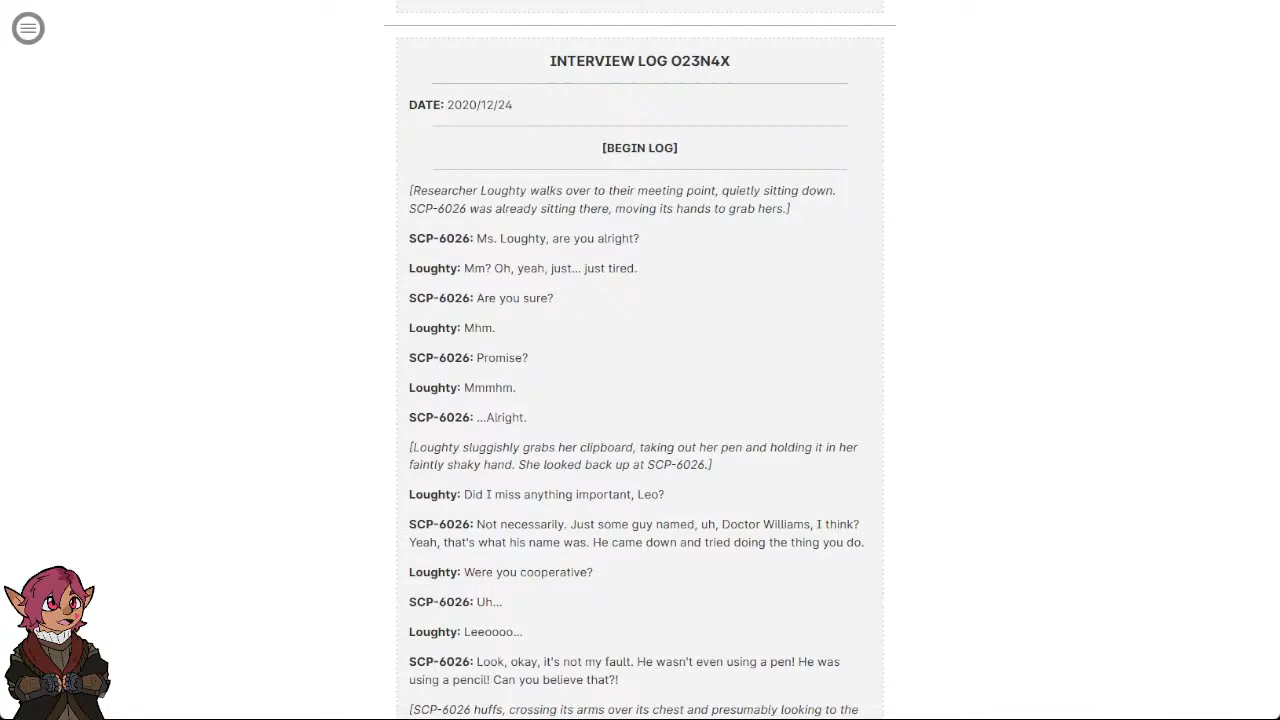 INTERVIEW LOG O23N4X
DATE: 2020/12/24
[BEGIN LOG]
[Researcher Loughty walks over to their meeting point, quietly sitting down.
SCP-6026 was already sitting there, moving its hands to grab hers.]
SCP-6026: Ms. Loughty, are you alright?
Loughty: Mm? Oh, yeah, just... just tired.
SCP-6026: Are you sure?
Loughty: Mhm.
SCP-6026: Promise?
Loughty: Mmmhm.
SCP-6026: ...Alright.
[Loughty sluggishly grabs her clipboard, taking out her pen and holding it in her
faintly shaky hand. She looked back up at SCP-6026.]
Loughty: Did I miss anything important, Leo?
SCP-6026: Not necessarily. Just some guy named, uh, Doctor Williams, I think?
Yeah, that's what his name was. He came down and tried doing the thing you do.
Loughty: Were you cooperative?
SCP-6026: Uh...
Loughty: Leeoooo...
SCP-6026: Look, okay, it's not my fault. He wasn't even using a pen! He was
using a pencil! Can you believe that?!
[SCP-6026 huffs, crossing its arms over its chest and presumably looking to the